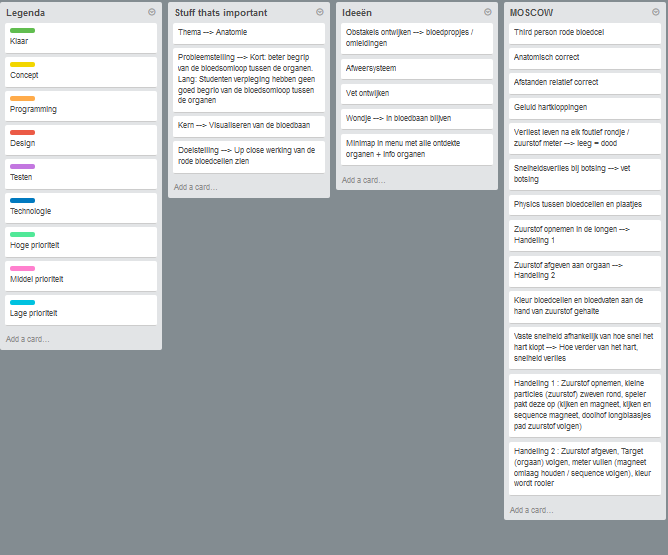 Legenda
Klaar
Concept
Programming
Design
Testen
Technologie
Hoge prioriteit
Middel prioriteit
Lage prioriteit
Add a card...
Stuff thats important
Thema --> Anatomie
Probleemstelling --> Kort: beter begrip
van de bloedsomloop tussen de organen.
Lang: Studenten verpleging hebben geen
goed begrip van de bloedsomloop tussen
de organen
Kern --> Visualiseren van de bloedbaan
Doelstelling --> Up close werking van de
rode bloedcellen zien
Add a card...
Ideeën
Obstakels ontwijken --> bloedpropjes /
omleidingen
Afweersysteem
Vet ontwijken
Wondje --> in bloedbaan blijven
Minimap in menu met alle ontdekte
organen + info organen
Add a card...
MOSCOW
Third person rode bloedcel
Anatomisch correct
Afstanden relatief correct
Geluid hartkloppingen
Verliest leven na elk foutief rondje /
zuurstof meter --> leeg = dood
Snelheidsverlies bij botsing --> vet
botsing
Physics tussen bloedcellen en plaatjes
Zuurstof opnemen in de longen -->
Handeling 1
Zuurstof afgeven aan orgaan -->
Handeling 2
Kleur bloedcellen en bloedvaten aan de
hand van zuurstof gehalte
Vaste snelheid afhankelijk van hoe snel het
hart klopt --> Hoe verder van het hart,
snelheid verlies
Handeling 1 : Zuurstof opnemen, kleine
particles (zuurstof) zweven rond, speler
pakt deze op (kijken en magneet, kijken en
sequence magneet, doolhof longblaasjes
pad zuurstof volgen)
Handeling 2 : Zuurstof afgeven, Target
(orgaan) volgen, meter vullen (magneet
omlaag houden / sequence volgen), kleur
wordt rooier
Add a card...